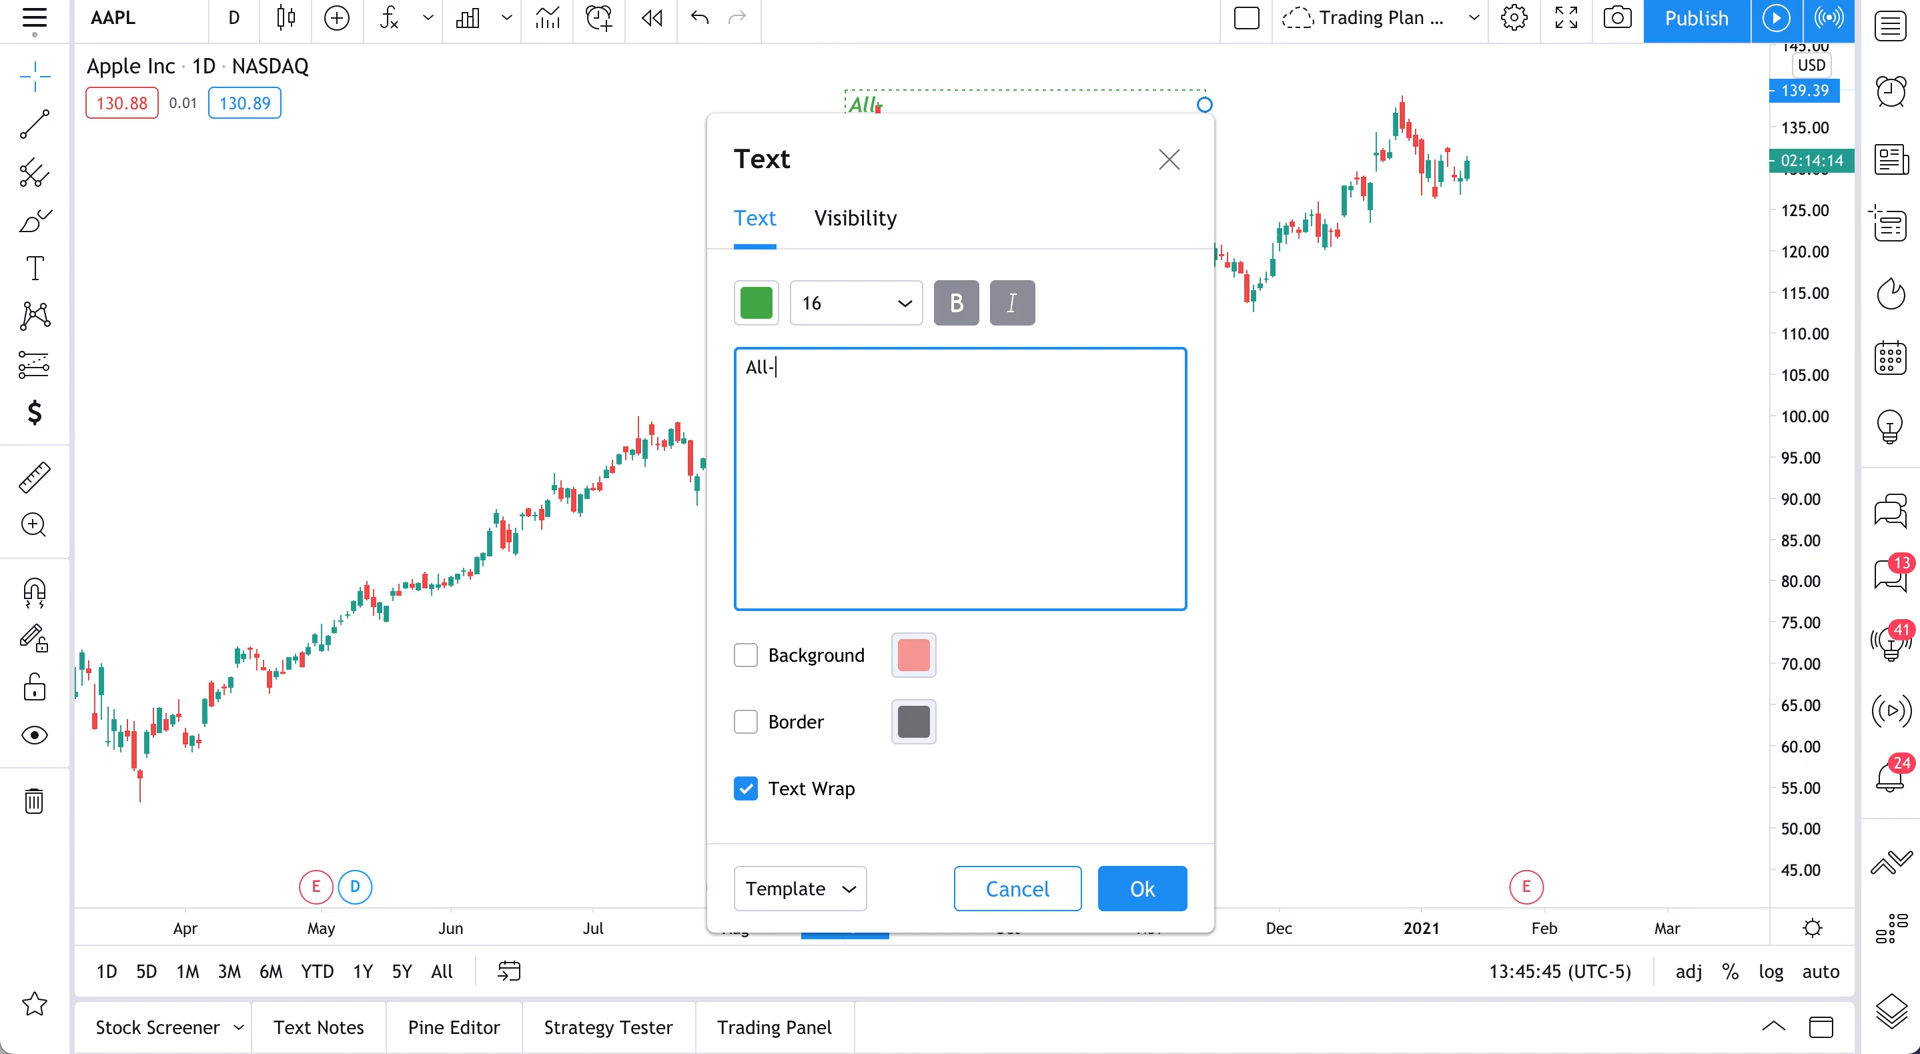 AAPL
D
fx
Trading Plan ...
Publish
Apple Inc · 1D · NASDAQ
130.88
0.01
130.89
All-
145.00
USD
139.39
135.00
02:14:14
125.00
120.00
115.00
110.00
105.00
100.00
95.00
90.00
85.00
80.00
75.00
70.00
65.00
60.00
55.00
50.00
45.00
Text
Text Visibility
16
B
I
All-
Background
Border
Text Wrap
Template
Cancel
Ok
T
$
E
D
E
Apr
May
Jun
Jul
Dec
2021
Feb
Mar
13
41
24
1D 5D 1M 3M 6M YTD 1Y 5Y All
13:45:45 (UTC-5)
adj % log auto
Stock Screener
Text Notes
Pine Editor
Strategy Tester
Trading Panel